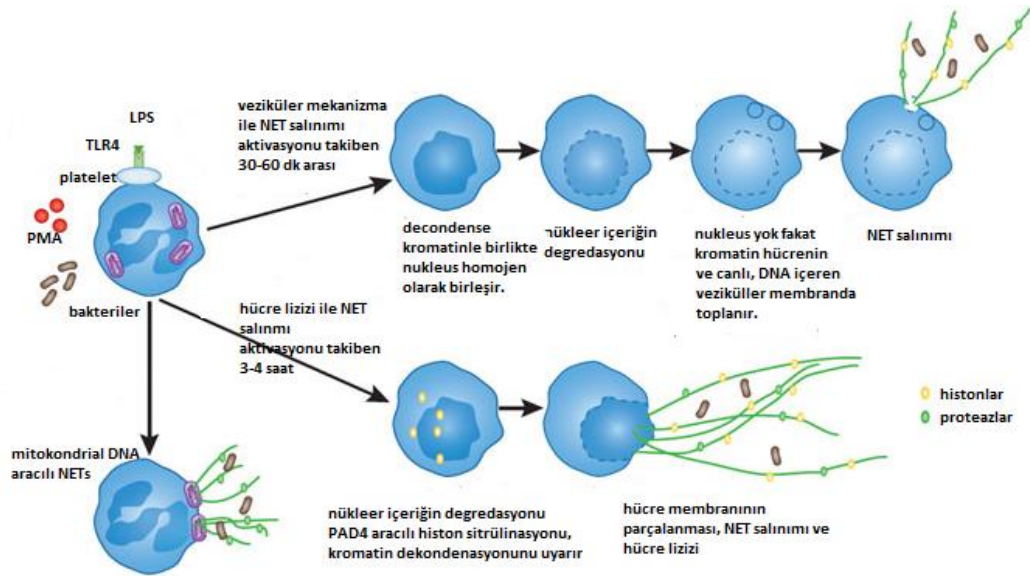 LPS
TLR4
platelet
PMA
bakteriler
veziküler mekanizma
ile NET salınımı
aktivasyonu takiben
30-60 dk arası
decondense
kromatinle birlikte
nukleus homojen
olarak birleşir.
nükleer içeriğin
degredasyonu
nukleus yok fakat
kromatin hücrenin
ve canlı, DNA içeren
veziküller membranda
toplanır.
NET salınımı
hücre lizizi ile NET
salınmı
aktivasyonu takiben
3-4 saat
histonlar
proteazlar
mitokondrial DNA
aracılı NETs
nükleer içeriğin degredasyonu
PAD4 aracılı histon sitrülinasyonu,
kromatin dekondenasyonunu uyarır
hücre membranının
parçalanması, NET salınımı ve
hücre lizizi